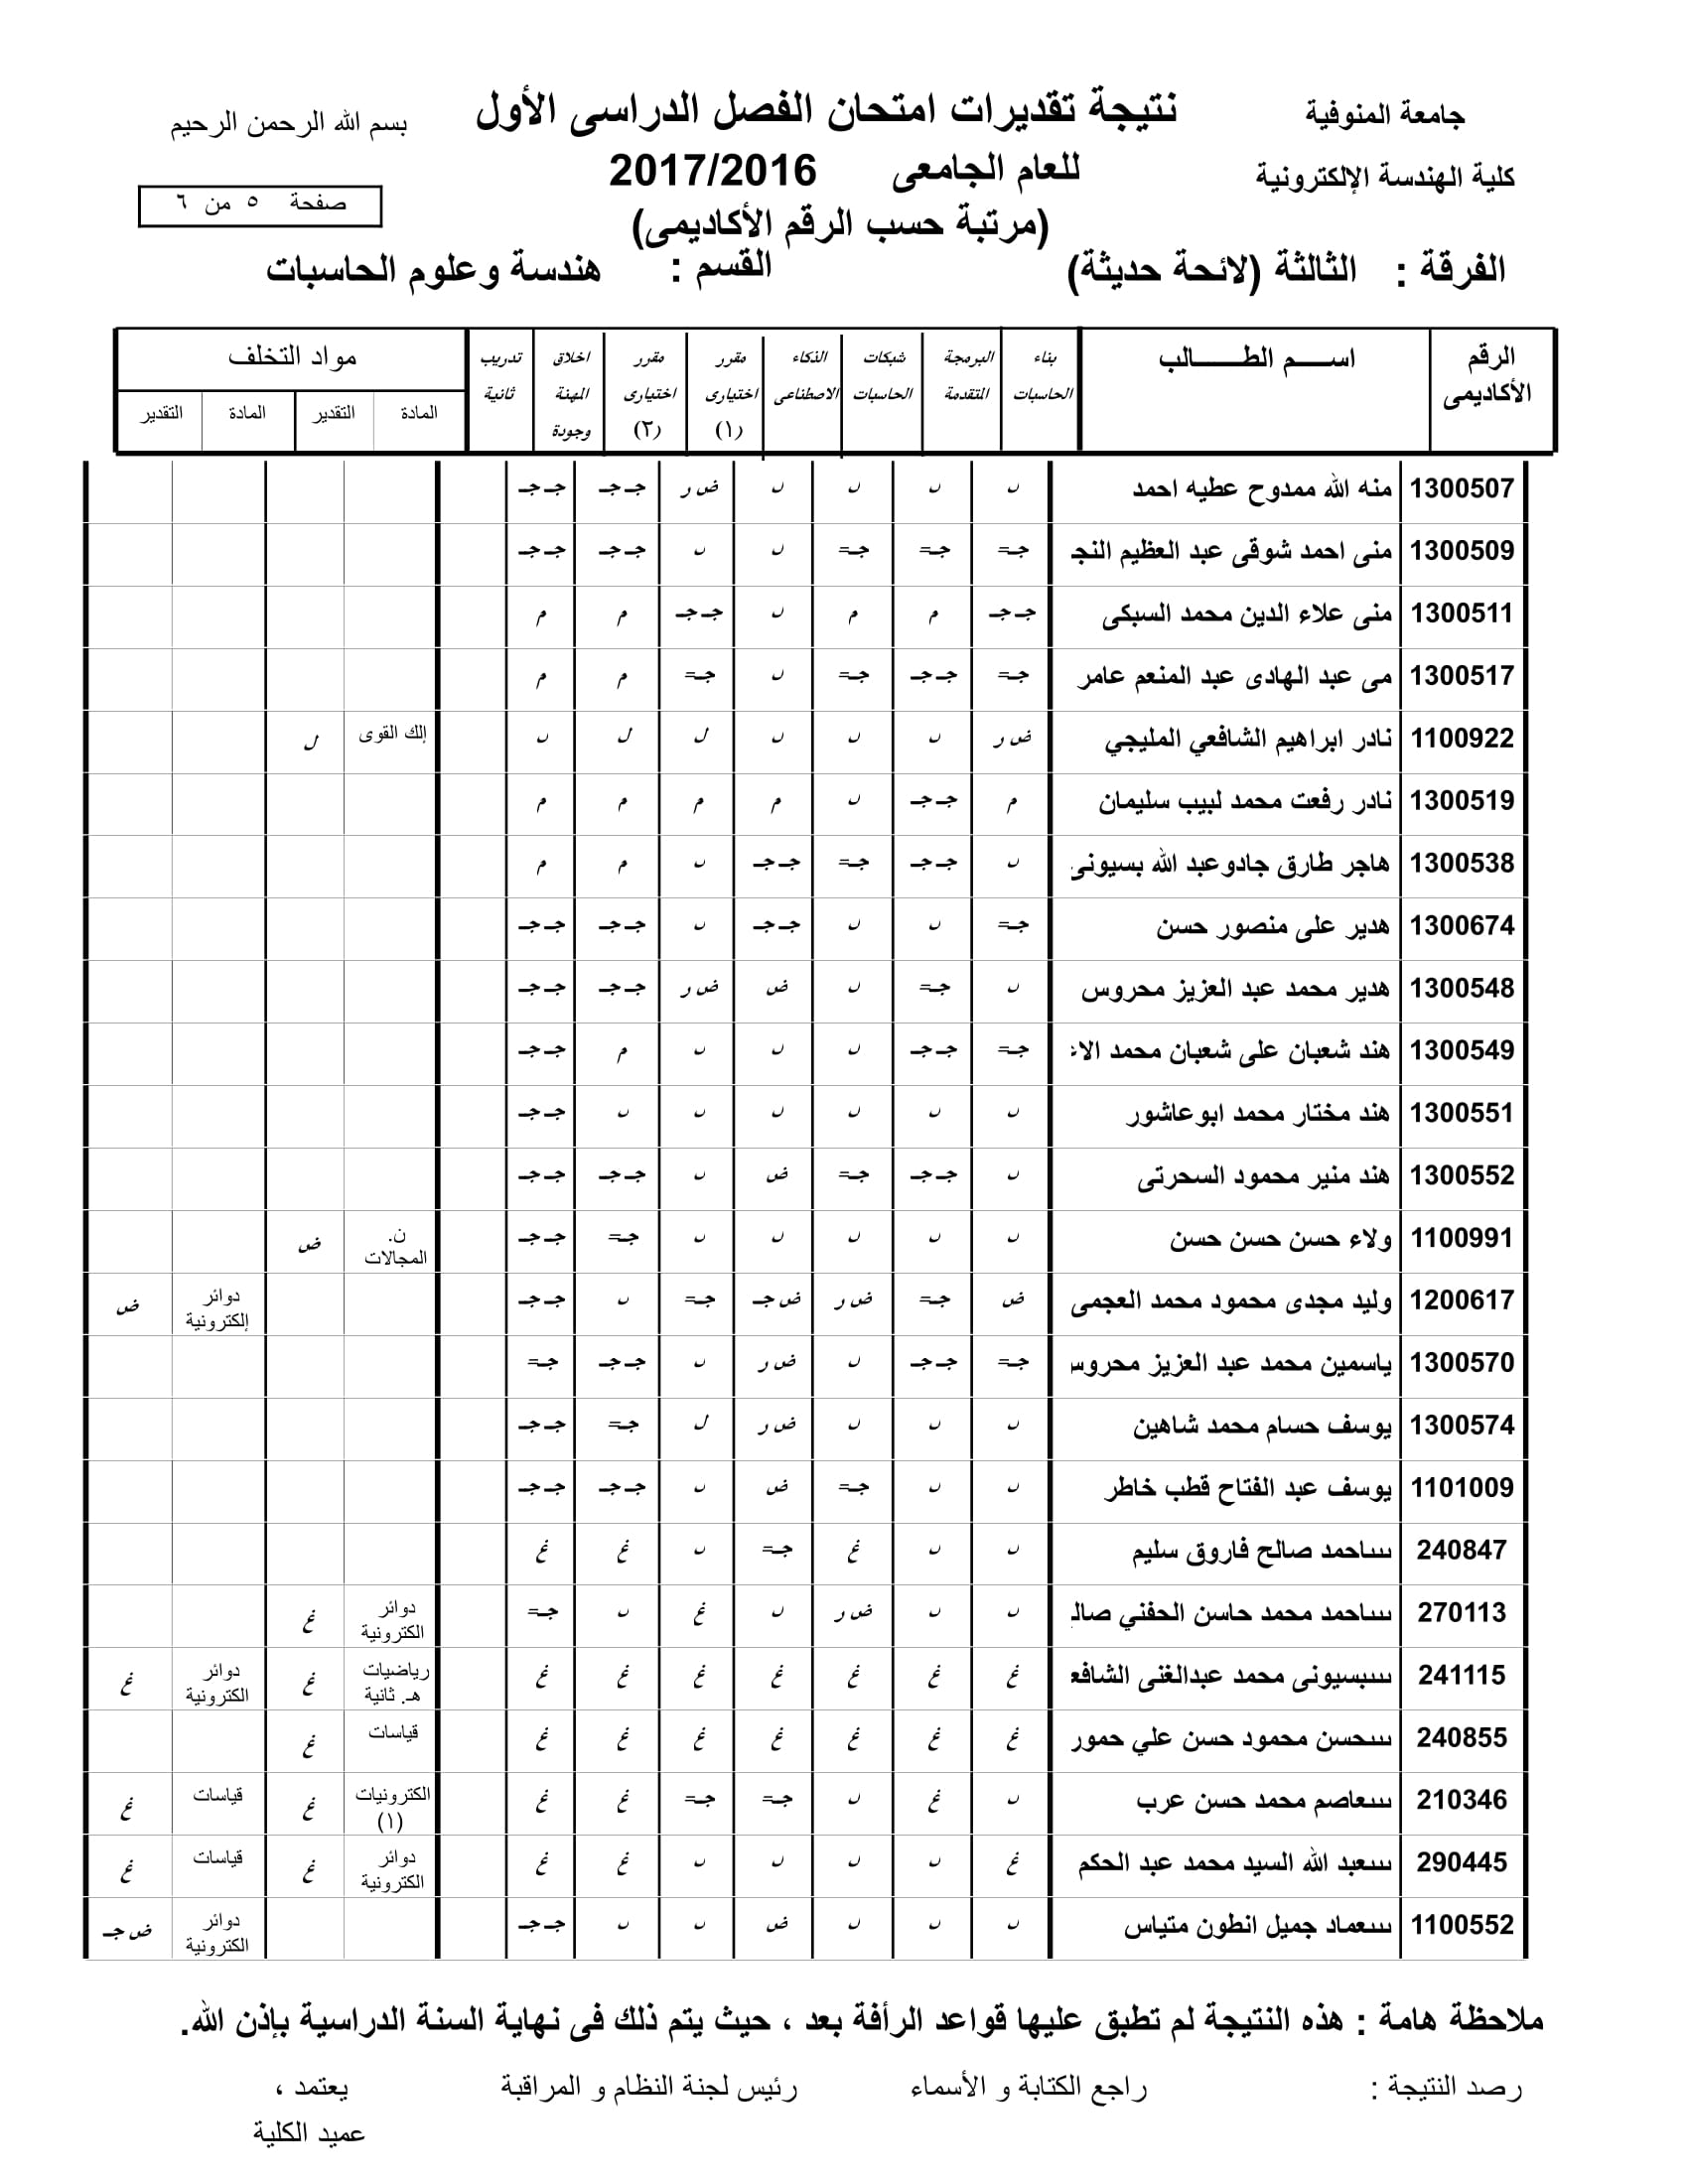 جامعة المنوفية
كلية الهندسة الإلكترونية
نتيجة تقديرات امتحان الفصل الدراسى الأول
للعام الجامعى 2017/2016
(مرتبة حسب الرقم الأكاديمى)
بسم الله الرحمن الرحيم
صفحة ٥ من ٦
الفرقة : الثالثة (لائحة حديثة) القسم : هندسة وعلوم الحاسبات
الرقم الأكاديمى اســـم الطـــــالب بناء الحاسبات البرمجة المتقدمة شبكات الحاسبات الذكاء الاصطناعى مقرر اختيارى (١) مقرر اختيارى (٢) اخلاق المهنة وجودة تدريب ثانية مواد التخلف
المادة التقدير المادة التقدير
1300507 منه الله ممدوح عطيه احمد ل ل ل ل ض ر جـ جـ جـ جـ
1300509 منى احمد شوقى عبد العظيم النج جـ= جـ= جـ= ل ل جـ جـ جـ جـ
1300511 منى علاء الدين محمد السبكى جـ جـ م م ل جـ جـ م م
1300517 مى عبد الهادى عبد المنعم عامر جـ= جـ جـ جـ= ل جـ= م م
1100922 نادر ابراهيم الشافعي المليجي ض ر ل ل ل ل ل ل إلك القوى ل
1300519 نادر رفعت محمد لبيب سليمان م جـ جـ ل م م م م
1300538 هاجر طارق جادوعبد الله بسيونى ل جـ جـ جـ= جـ جـ ل م م
1300674 هدير على منصور حسن جـ= ل ل جـ جـ ل جـ جـ جـ جـ
1300548 هدير محمد عبد العزيز محروس ل جـ= ل ض ض ر جـ جـ جـ جـ
1300549 هند شعبان على شعبان محمد الاع جـ= جـ جـ ل ل ل م جـ جـ
1300551 هند مختار محمد ابوعاشور ل ل ل ل ل ل جـ جـ
1300552 هند منير محمود السحرتى ل جـ جـ جـ= ض ل جـ جـ جـ جـ
1100991 ولاء حسن حسن حسن ل ل ل ل ل جـ= جـ جـ ن. المجالات ض
1200617 وليد مجدى محمود محمد العجمى ض جـ= ض ر ض جـ جـ= ل جـ جـ دوائر إلكترونية ض
1300570 ياسمين محمد عبد العزيز محروس جـ= جـ جـ ل ض ر ل جـ جـ جـ=
1300574 يوسف حسام محمد شاهين ل ل ل ض ر ل جـ= جـ جـ
1101009 يوسف عبد الفتاح قطب خاطر ل ل جـ= ض ل جـ جـ جـ جـ
240847 سـاحمد صالح فاروق سليم ل ل غ جـ= ل غ غ
270113 سـاحمد محمد حاسن الحفني صالـ ل ل ض ر ل غ ل جـ= دوائر الكترونية غ
241115 سـبسيونى محمد عبدالغنى الشافعـ غ غ غ غ غ غ غ رياضيات هـ. ثانية غ دوائر الكترونية غ
240855 سـحسن محمود حسن علي حمور غ غ غ غ غ غ غ قياسات غ
210346 سـعاصم محمد حسن عرب ل غ ل جـ= جـ= غ غ الكترونيات (١) غ قياسات غ
290445 سـعبد الله السيد محمد عبد الحكم غ ل ل ل ل غ غ دوائر الكترونية غ قياسات غ
1100552 سـعماد جميل انطون متياس ل ل ل ض ل ل جـ جـ دوائر الكترونية ض جـ
ملاحظة هامة : هذه النتيجة لم تطبق عليها قواعد الرأفة بعد ، حيث يتم ذلك فى نهاية السنة الدراسية بإذن الله.
رصد النتيجة : راجع الكتابة و الأسماء رئيس لجنة النظام و المراقبة يعتمد ،
عميد الكلية